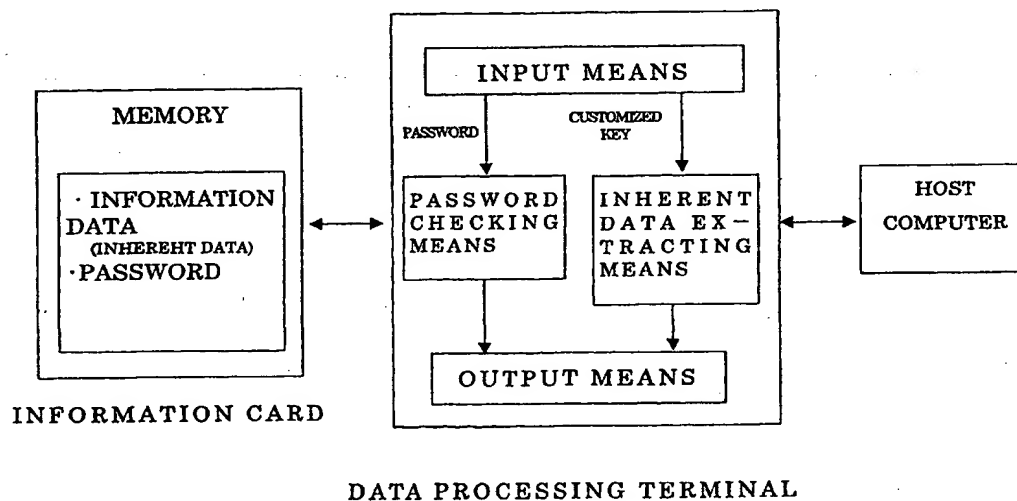 MEMORY
· INFORMATION
DATA
(INHEREHT DATA)
·PASSWORD
INFORMATION CARD
INPUT MEANS
PASSWORD
CUSTOMIZED
KEY
PASSWORD
CHECKING
MEANS
INHERENT
DATA EX-
TRACTING
MEANS
OUTPUT MEANS
DATA PROCESSING TERMINAL
HOST
COMPUTER